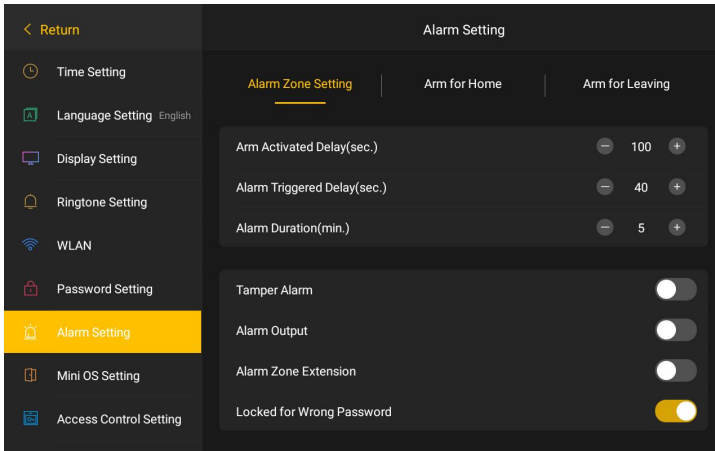 Return
Alarm Setting
Time Setting
Language Setting English
Display Setting
Ringtone Setting
WLAN
Password Setting
Alarm Setting
Mini OS Setting
Access Control Setting
Alarm Zone Setting
Arm for Home
Arm for Leaving
Arm Activated Delay(sec.) 100
Alarm Triggered Delay(sec.) 40
Alarm Duration(min.) 5
Tamper Alarm
Alarm Output
Alarm Zone Extension
Locked for Wrong Password